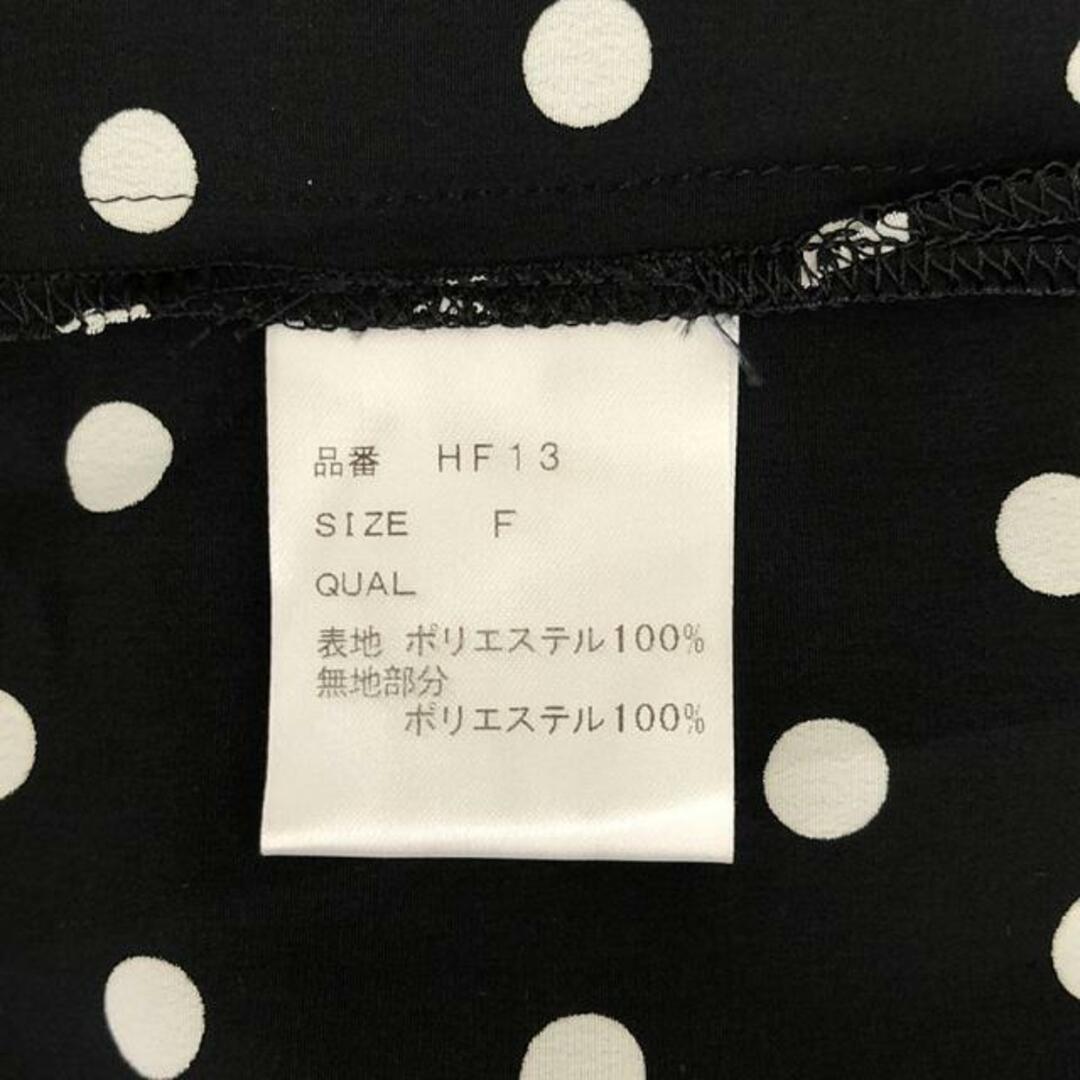 品番 HF13
SIZE F
QUAL
表地 ポリエステル100%
無地部分
ポリエステル100%